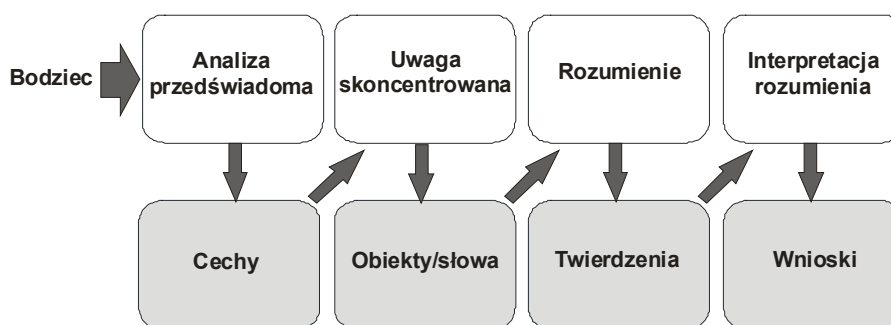 Bodziec
Analiza
przedświadoma
Uwaga
skoncentrowana
Rozumienie
Interpretacja
rozumienia
Cechy
Obiekty/słowa
Twierdzenia
Wnioski